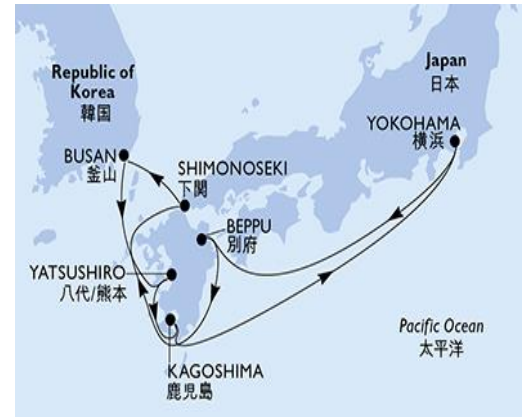 Republic of
Korea
韓国
Japan
日本
YOKOHAMA
横浜
BUSAN
釜山
SHIMONOSEKI
下関
BEPPU
別府
YATSUSHIRO
八代/熊本
Pacific Ocean
太平洋
KAGOSHIMA
鹿児島